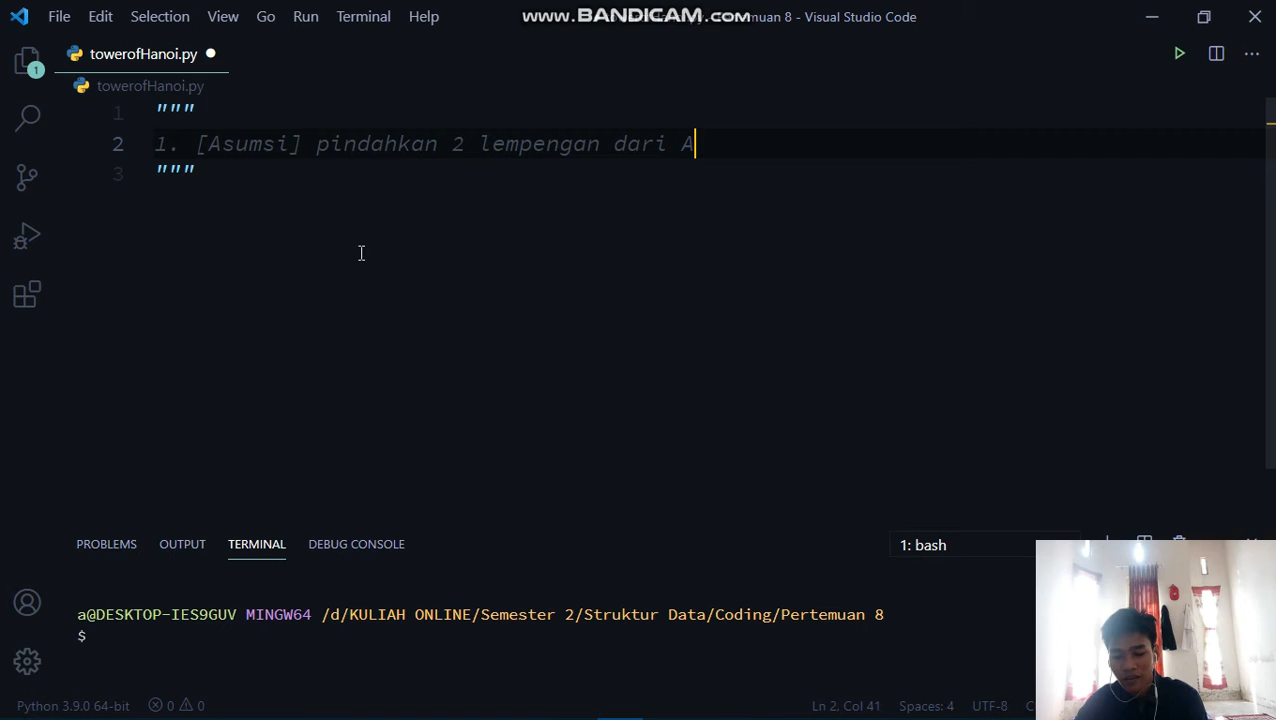 File Edit Selection View Go Run Terminal Help
www.BANDICAM.com
Pertemuan 8 - Visual Studio Code
towerofHanoi.py
towerofHanoi.py
1
1 """
2 1. [Asumsi] pindahkan 2 lempengan dari A
3 """
PROBLEMS OUTPUT TERMINAL DEBUG CONSOLE
1: bash
a@DESKTOP-IES9GUV MINGW64 /d/KULIAH ONLINE/Semester 2/Struktur Data/Coding/Pertemuan 8
$
Python 3.9.0 64-bit 0 0 Ln 2, Col 41 Spaces: 4 UTF-8